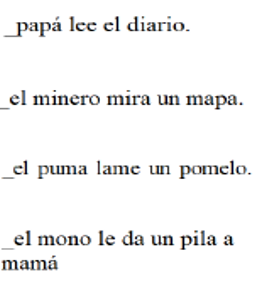 _papá lee el diario.
_el minero mira un mapa.
_el puma lame un pomelo.
_el mono le da un pila a
mamá